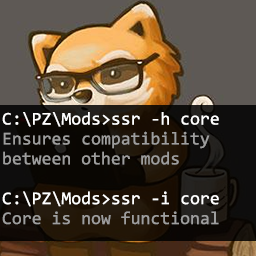 C:\PZ\Mods>ssr -h core
Ensures compatibility
between other mods
C:\PZ\Mods>ssr -i core
Core is now functional